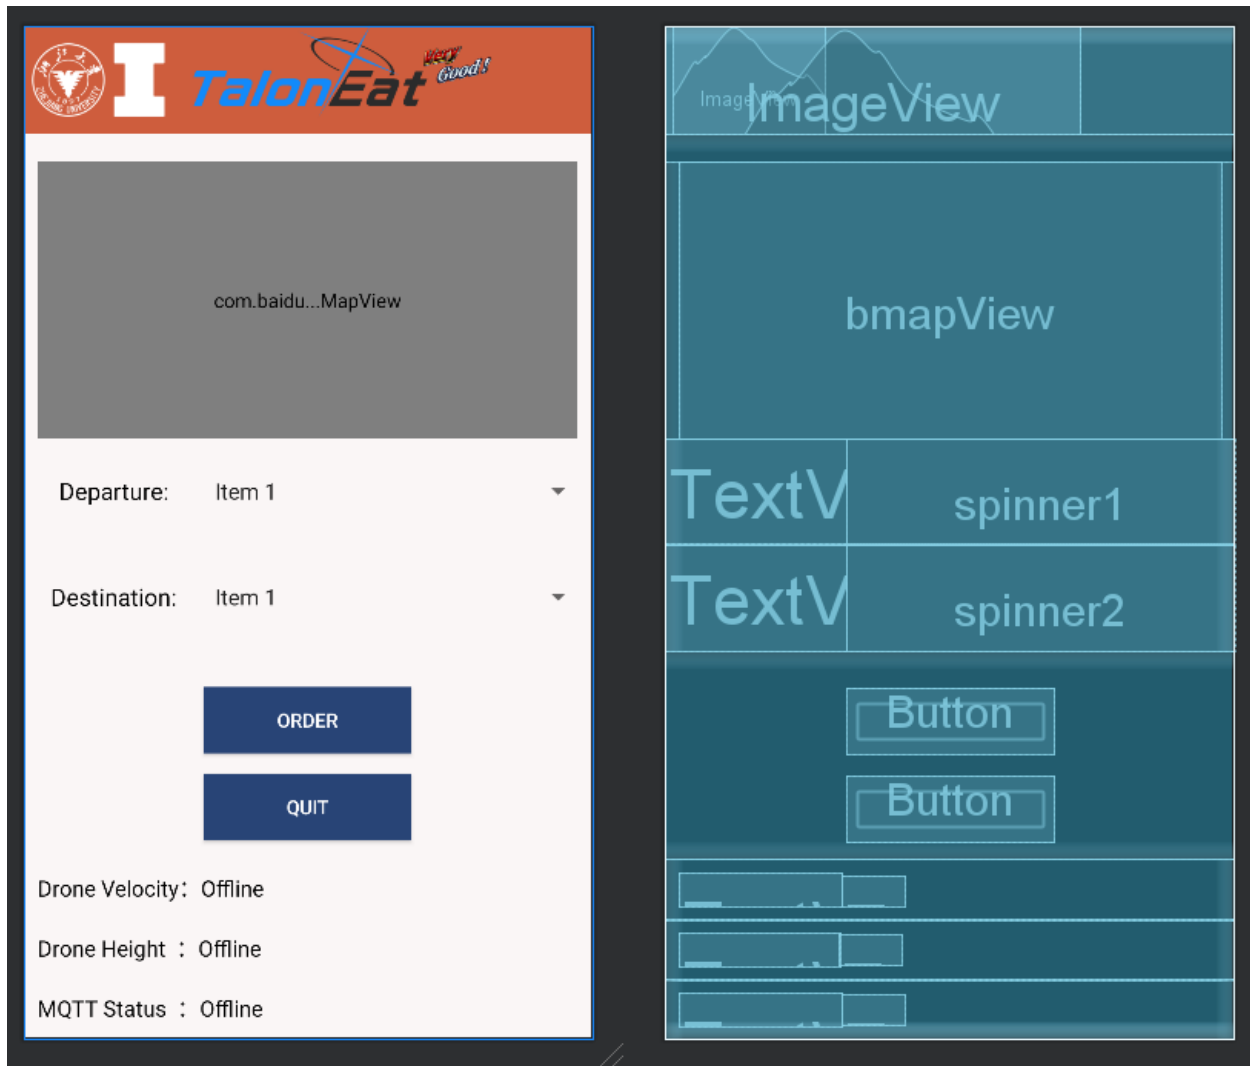 TalonEat Very Good!
com.baidu...MapView
Departure: Item 1
Destination: Item 1
ORDER
QUIT
Drone Velocity： Offline
Drone Height ： Offline
MQTT Status ： Offline
ImageView
ImageView
bmapView
TextV spinner1
TextV spinner2
Button
Button